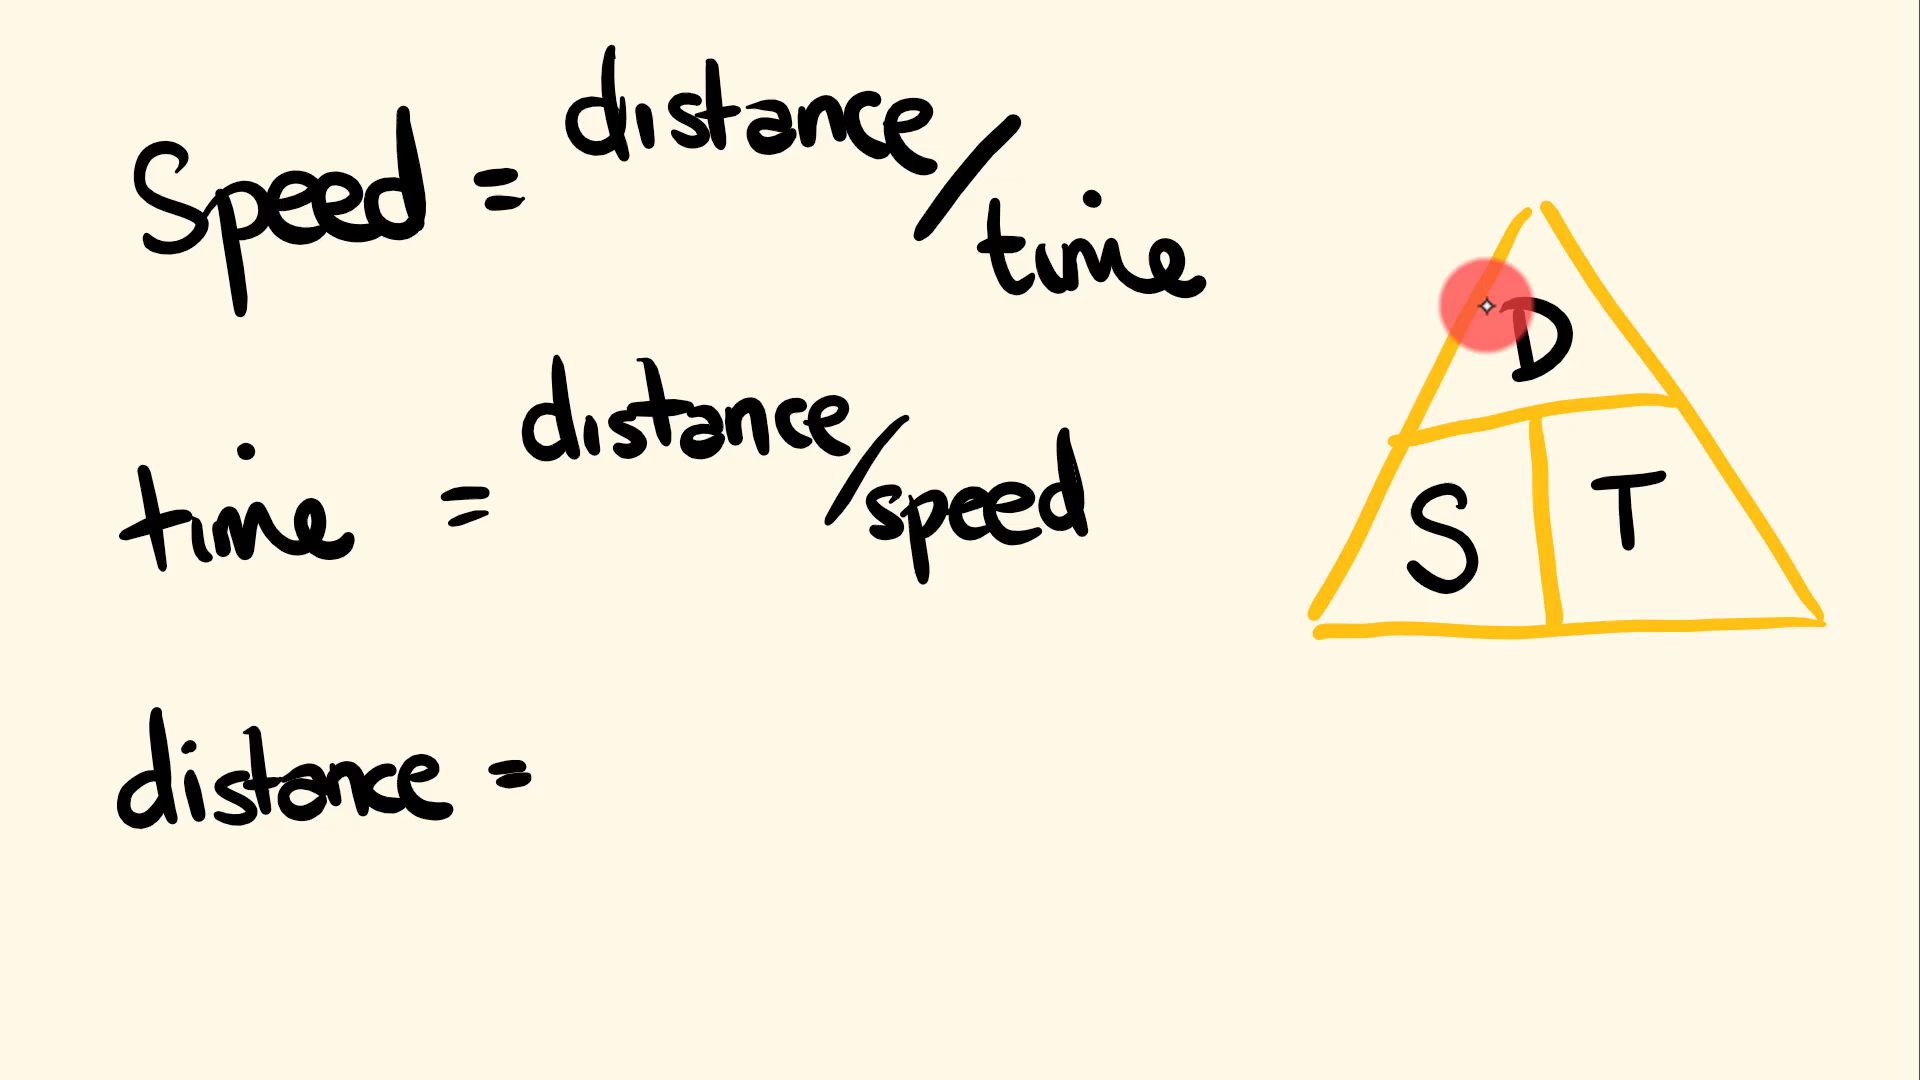 Speed = distance/time
time = distance/speed
distance =
D
S T